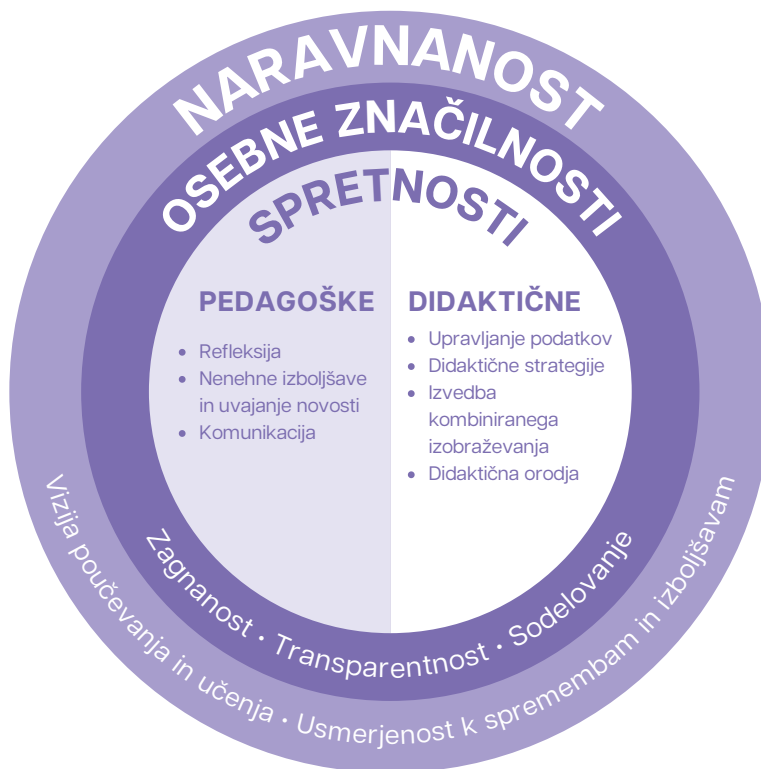 NARAVNANOST
OSEBNE ZNAČILNOSTI
SPRETNOSTI
PEDAGOŠKE
• Refleksija
• Nenehne izboljšave
in uvajanje novosti
• Komunikacija
DIDAKTIČNE
• Upravljanje podatkov
• Didaktične strategije
• Izvedba
kombiniranega
izobraževanja
• Didaktična orodja
Zagnanost • Transparentnost • Sodelovanje
Vizija poučevanja in učenja • Usmerjenost k spremembam in izboljšavam